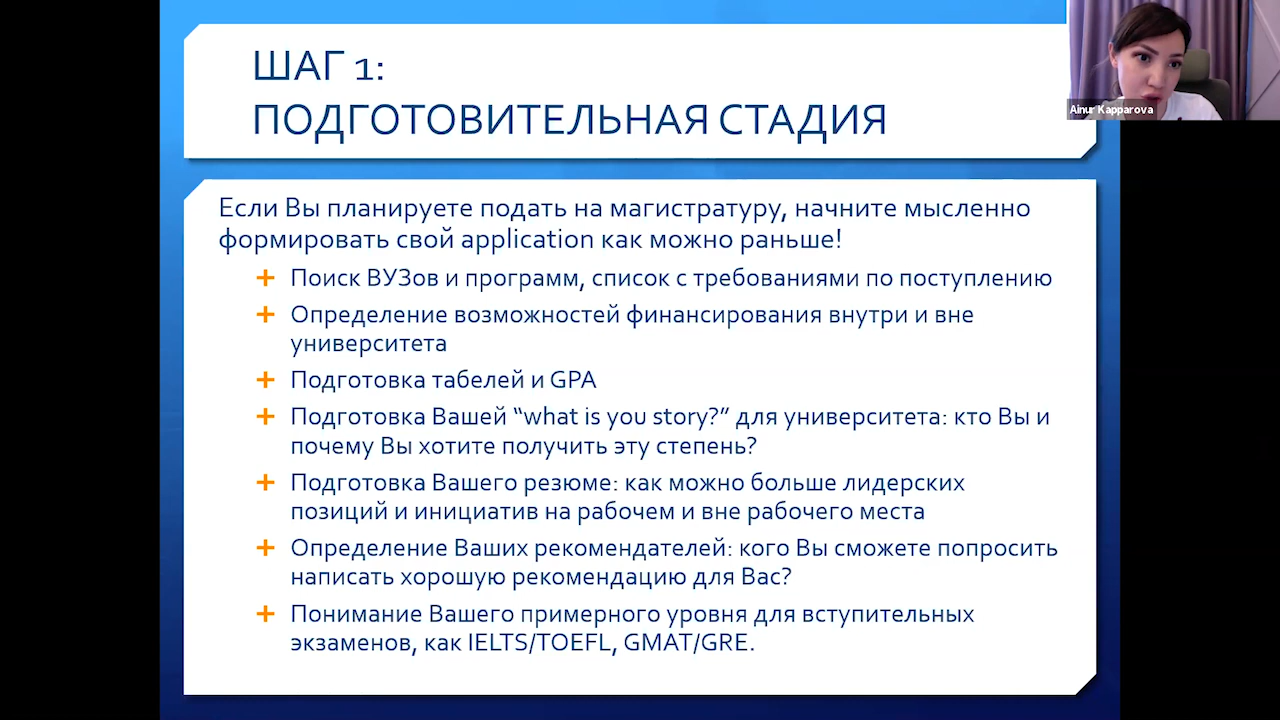 ШАГ 1:
ПОДГОТОВИТЕЛЬНАЯ СТАДИЯ
Ainur Kapparova
Если Вы планируете подать на магистратуру, начните мысленно
формировать свой application как можно раньше!
Поиск ВУЗов и программ, список с требованиями по поступлению
Определение возможностей финансирования внутри и вне
университета
Подготовка табелей и GPA
Подготовка Вашей “what is you story?” для университета: кто Вы и
почему Вы хотите получить эту степень?
Подготовка Вашего резюме: как можно больше лидерских
позиций и инициатив на рабочем и вне рабочего места
Определение Ваших рекомендателей: кого Вы сможете попросить
написать хорошую рекомендацию для Вас?
Понимание Вашего примерного уровня для вступительных
экзаменов, как IELTS/TOEFL, GMAT/GRE.